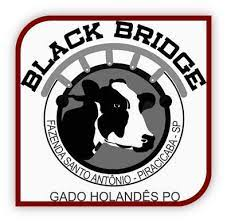 BLACK BRIDGE
FAZENDA SANTO ANTÔNIO - PIRACICABA - SP
GADO HOLANDÊS PO